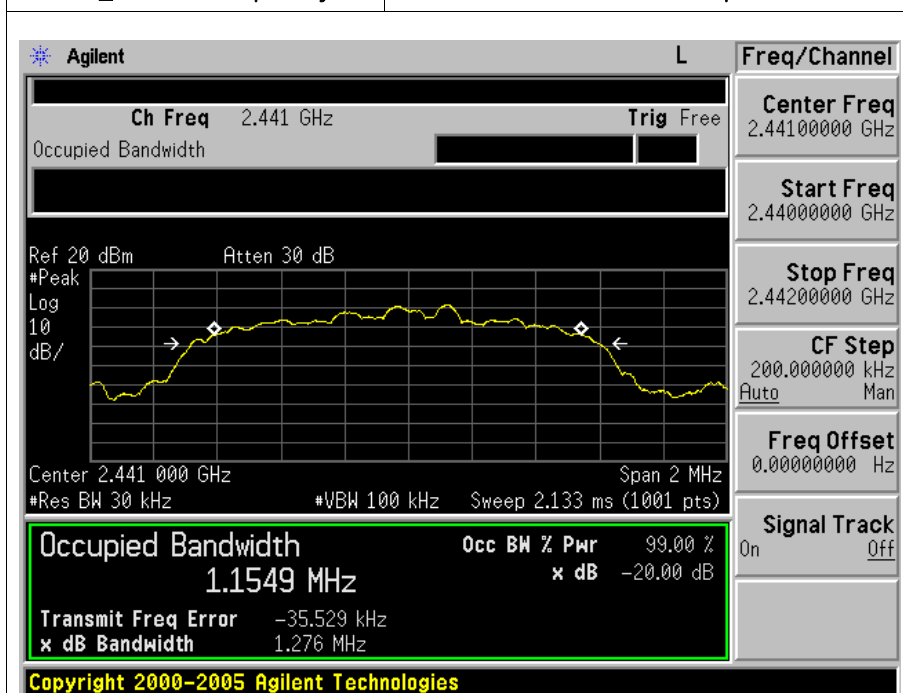 Agilent L Freq/Channel
Ch Freq 2.441 GHz Trig Free
Occupied Bandwidth
Center Freq
2.44100000 GHz
Start Freq
2.44000000 GHz
Stop Freq
2.44200000 GHz
CF Step
200.000000 kHz
Auto Man
Freq Offset
0.00000000 Hz
Signal Track
On Off
Ref 20 dBm Atten 30 dB
#Peak
Log
10
dB/
Center 2.441 000 GHz Span 2 MHz
#Res BW 30 kHz #VBW 100 kHz Sweep 2.133 ms (1001 pts)
Occupied Bandwidth Occ BW % Pwr 99.00 %
1.1549 MHz x dB -20.00 dB
Transmit Freq Error -35.529 kHz
x dB Bandwidth 1.276 MHz
Copyright 2000-2005 Agilent Technologies